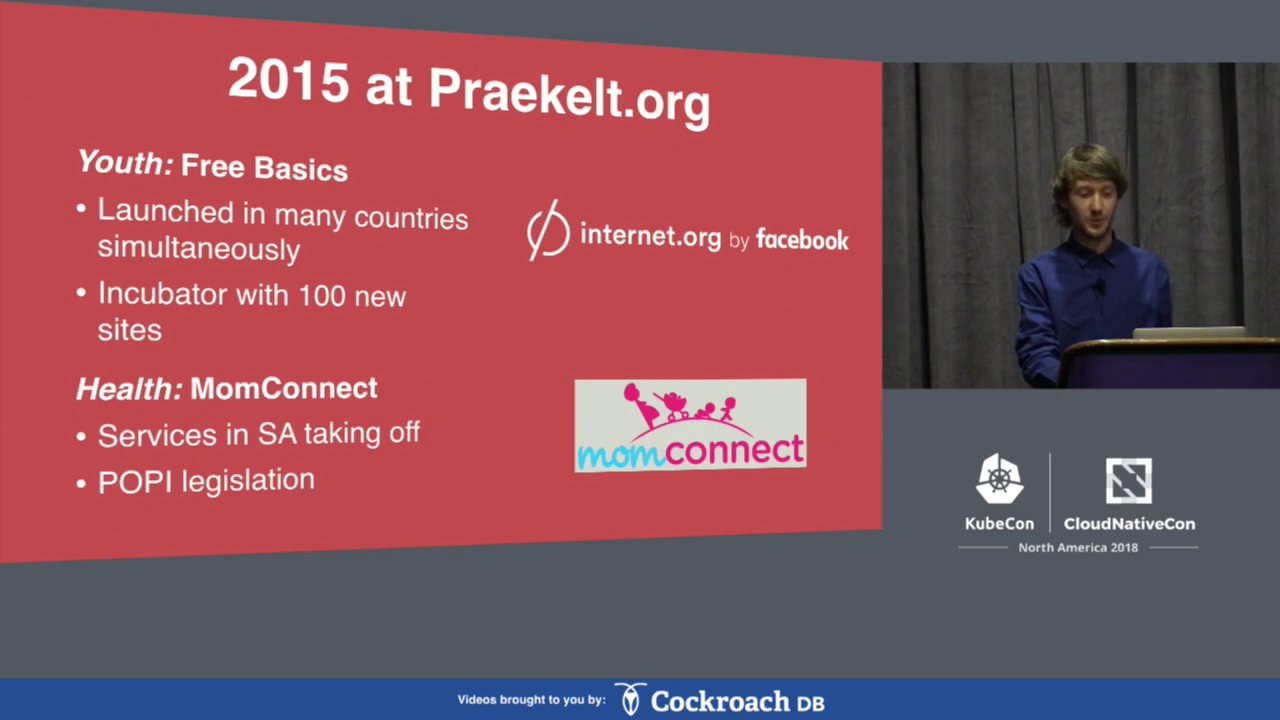 2015 at Praekelt.org
Youth: Free Basics
• Launched in many countries
simultaneously
• Incubator with 100 new
sites
internet.org by facebook
Health: MomConnect
• Services in SA taking off
• POPI legislation
momconnect
KubeCon
CloudNativeCon
North America 2018
Videos brought to you by:
Cockroach DB